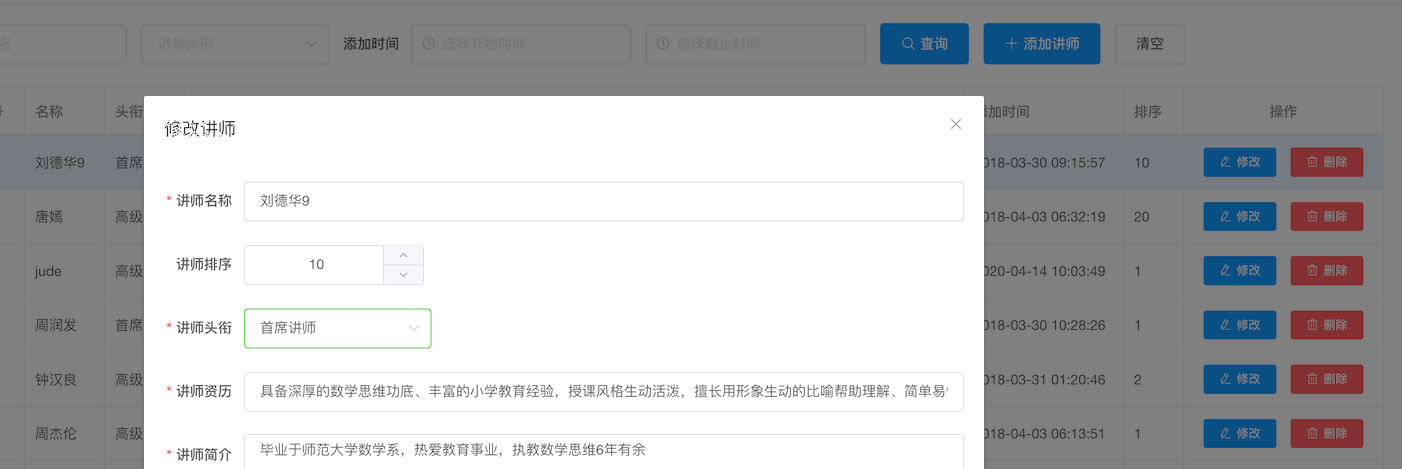 名 讲师头衔 添加时间 选择开始时间 选择截止时间 查询 添加讲师 清空
名称 头衔 添加时间 排序 操作
刘德华9 首席 018-03-30 09:15:57 10 修改 删除
唐嫣 高级 018-04-03 06:32:19 20 修改 删除
jude 高级 020-04-14 10:03:49 1 修改 删除
周润发 首席 018-03-30 10:28:26 1 修改 删除
钟汉良 高级 018-03-31 01:20:46 2 修改 删除
周杰伦 高级 018-04-03 06:13:51 1 修改 删除
修改讲师
* 讲师名称 刘德华9
讲师排序 10
* 讲师头衔 首席讲师
* 讲师资历 具备深厚的数学思维功底、丰富的小学教育经验，授课风格生动活泼，擅长用形象生动的比喻帮助理解、简单易
* 讲师简介 毕业于师范大学数学系，热爱教育事业，执教数学思维6年有余